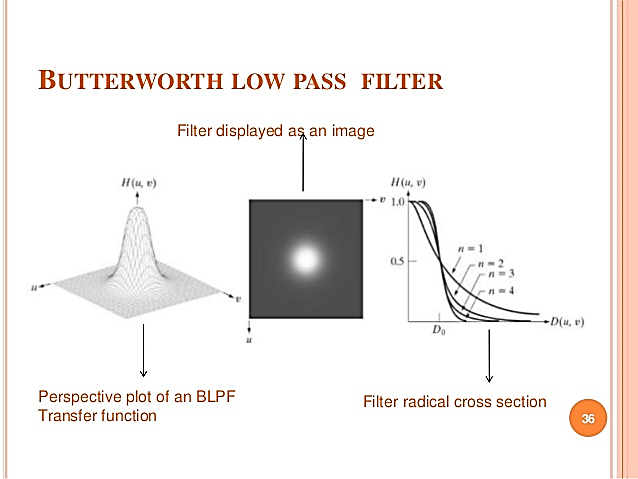 BUTTERWORTH LOW PASS FILTER
Filter displayed as an image
H(u, v)
u
v
v
u
H(u, v)
1.0
0.5
n = 1
n = 2
n = 3
n = 4
D₀
D(u, v)
Perspective plot of an BLPF
Transfer function
Filter radical cross section
36